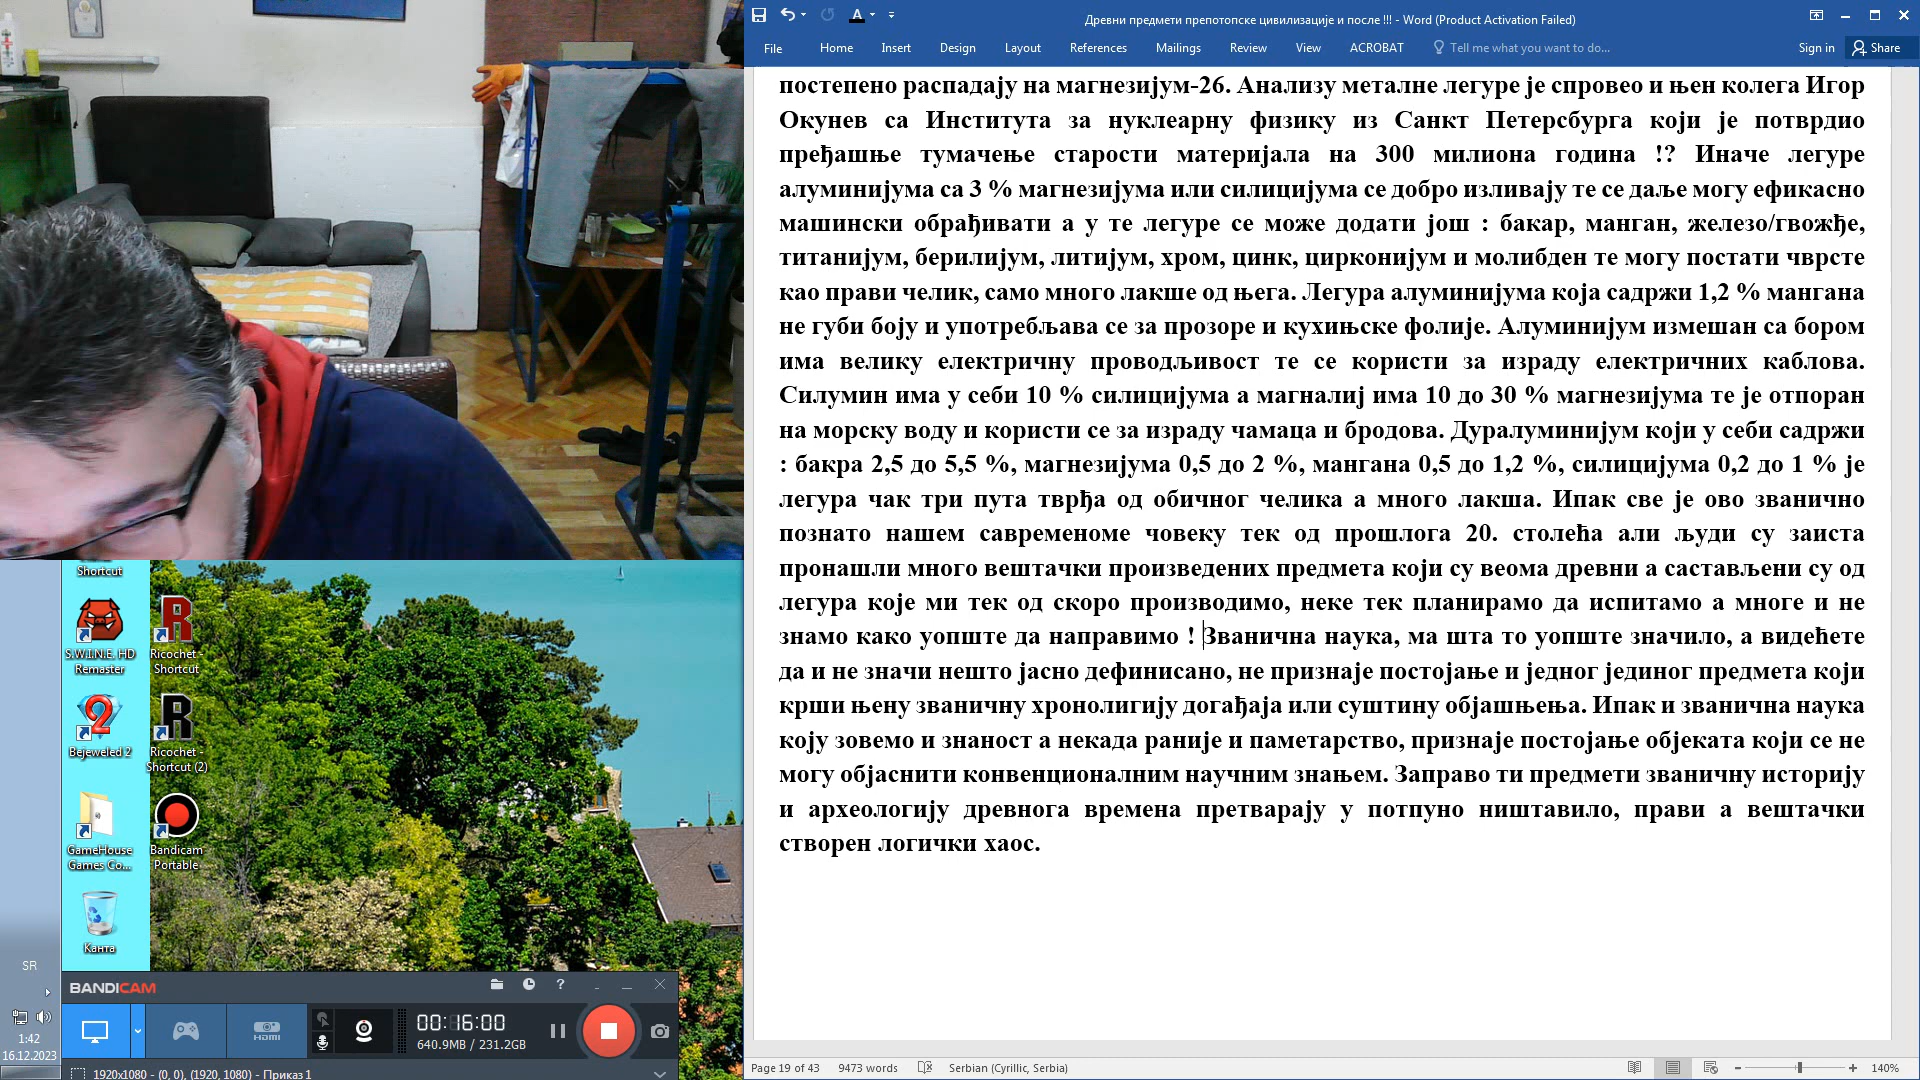 Древни предмети препотопске цивилизације и после !!! - Word (Product Activation Failed)
File Home Insert Design Layout References Mailings Review View ACROBAT Tell me what you want to do... Sign in Share
постепено распадају на магнезијум-26. Анализу металне легуре је спровео и њен колега Игор
Окунев са Института за нуклеарну физику из Санкт Петерсбурга који је потврдио
пређашње тумачење старости материјала на 300 милиона година !? Иначе легуре
алуминијума са 3 % магнезијума или силицијума се добро изливају те се даље могу ефикасно
машински обрађивати а у те легуре се може додати још : бакар, манган, железо/гвожђе,
титанијум, берилијум, литијум, хром, цинк, цирконијум и молибден те могу постати чврсте
као прави челик, само много лакше од њега. Легура алуминијума која садржи 1,2 % мангана
не губи боју и употребљава се за прозоре и кухињске фолије. Алуминијум измешан са бором
има велику електричну проводљивост те се користи за израду електричних каблова.
Силумин има у себи 10 % силицијума а магналиј има 10 до 30 % магнезијума те је отпоран
на морску воду и користи се за израду чамаца и бродова. Дуралуминијум који у себи садржи
: бакра 2,5 до 5,5 %, магнезијума 0,5 до 2 %, мангана 0,5 до 1,2 %, силицијума 0,2 до 1 % је
легура чак три пута тврђа од обичног челика а много лакша. Ипак све је ово званично
познато нашем савременоме човеку тек од прошлога 20. столећа али људи су заиста
пронашли много вештачки произведених предмета који су веома древни а састављени су од
легура које ми тек од скоро производимо, неке тек планирамо да испитамо а многе и не
знамо како уопште да направимо ! Званична наука, ма шта то уопште значило, а видећете
да и не значи нешто јасно дефинисано, не признаје постојање и једног јединог предмета који
крши њену званичну хронолигију догађаја или суштину објашњења. Ипак и званична наука
коју зовемо и знаност а некада раније и паметарство, признаје постојање објеката који се не
могу објаснити конвенционалним научним знањем. Заправо ти предмети званичну историју
и археологију древнога времена претварају у потпуно ништавило, прави а вештачки
створен логички хаос.
Page 19 of 43 9473 words Serbian (Cyrillic, Serbia) 140%
Shortcut
S.W.I.N.E. HD
Remaster
Ricochet -
Shortcut
Bejeweled 2
Ricochet -
Shortcut (2)
GameHouse
Games Co...
Bandicam
Portable
Канта
SR
1:42
16.12.2023
BANDICAM
HDMI
00:16:00
640.9MB / 231.2GB
1920x1080 - (0, 0), (1920, 1080) - Приказ 1